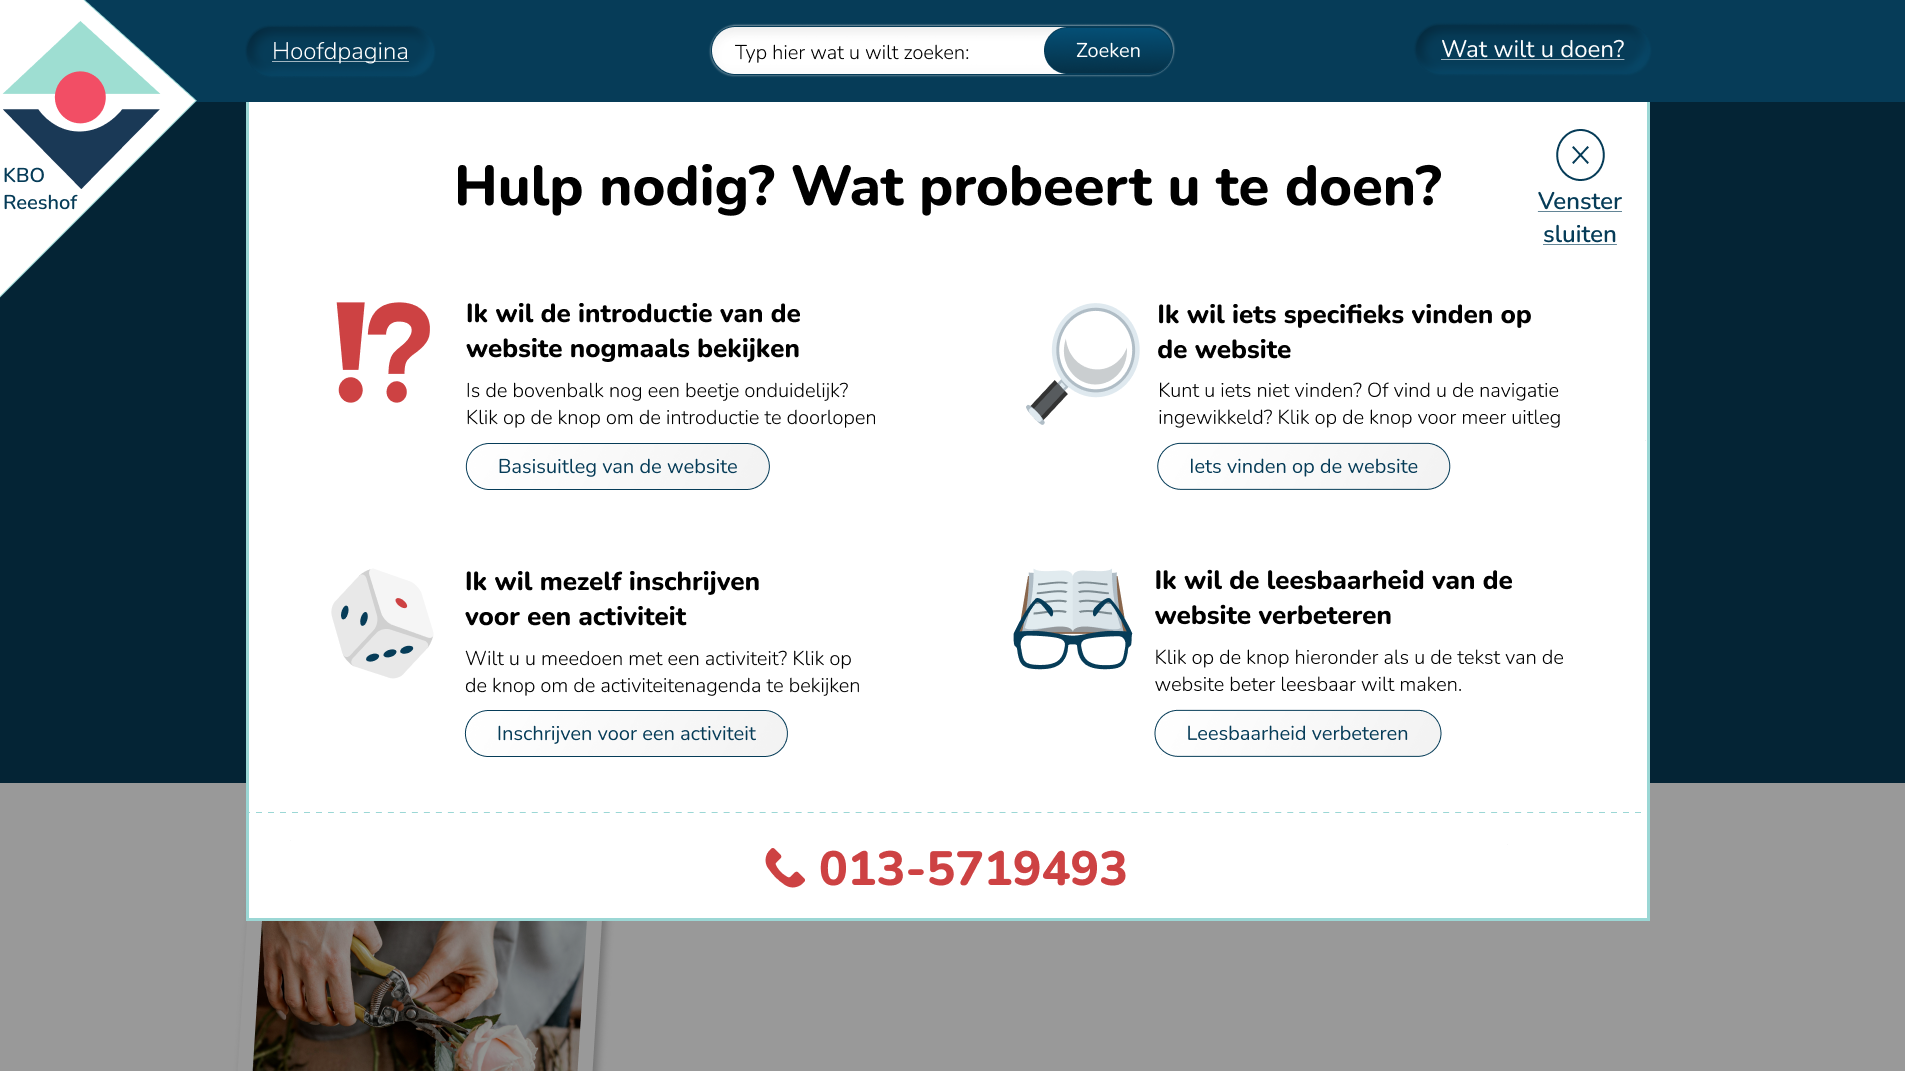 Hoofdpagina
Typ hier wat u wilt zoeken:
Zoeken
Wat wilt u doen?
KBO
Reeshof
Hulp nodig? Wat probeert u te doen?
Venster
sluiten
Ik wil de introductie van de
website nogmaals bekijken
Is de bovenbalk nog een beetje onduidelijk?
Klik op de knop om de introductie te doorlopen
Basisuitleg van de website
Ik wil iets specifieks vinden op
de website
Kunt u iets niet vinden? Of vind u de navigatie
ingewikkeld? Klik op de knop voor meer uitleg
Iets vinden op de website
Ik wil mezelf inschrijven
voor een activiteit
Wilt u u meedoen met een activiteit? Klik op
de knop om de activiteitenagenda te bekijken
Inschrijven voor een activiteit
Ik wil de leesbaarheid van de
website verbeteren
Klik op de knop hieronder als u de tekst van de
website beter leesbaar wilt maken.
Leesbaarheid verbeteren
013-5719493